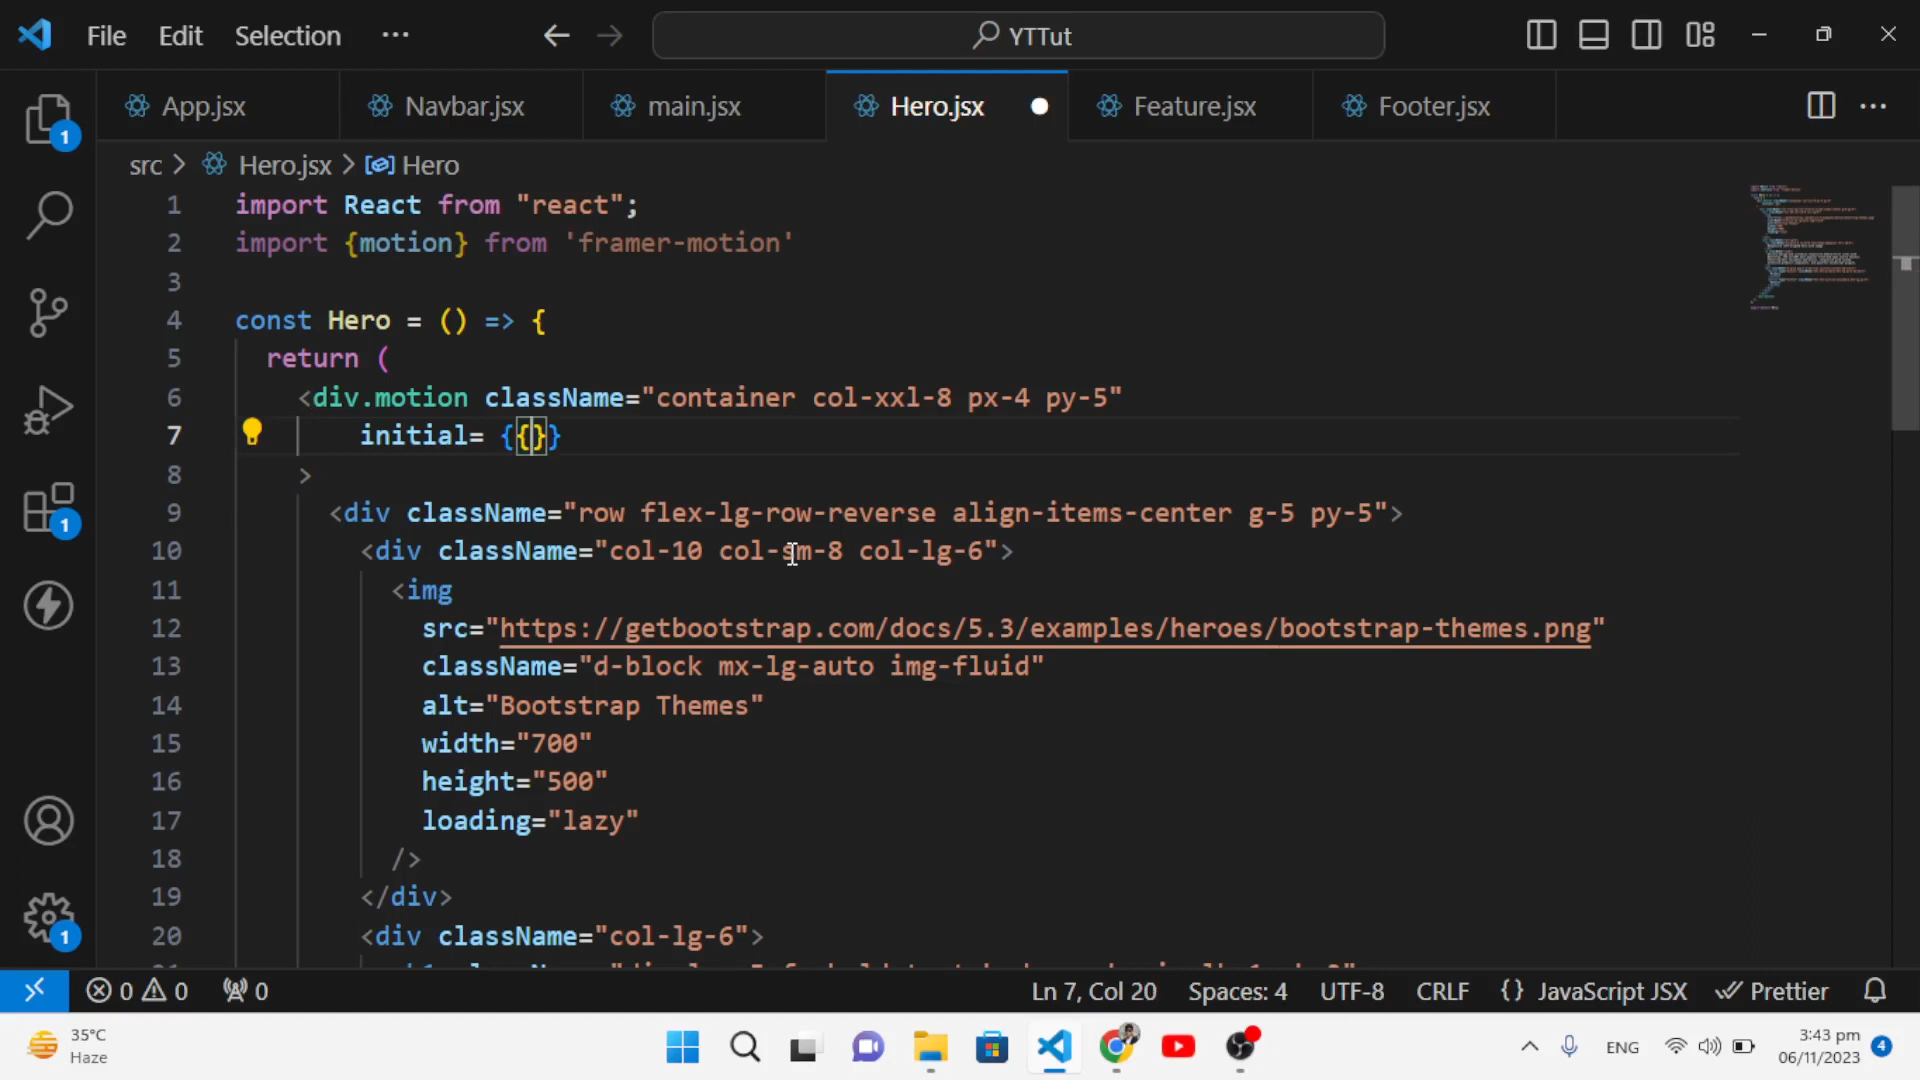 File Edit Selection ··· YTTut
App.jsx Navbar.jsx main.jsx Hero.jsx Feature.jsx Footer.jsx
src > Hero.jsx > Hero
1 import React from "react";
2 import {motion} from 'framer-motion'
3
4 const Hero = () => {
5 return (
6 <div.motion className="container col-xxl-8 px-4 py-5"
7 initial= {{}}
8 >
9 <div className="row flex-lg-row-reverse align-items-center g-5 py-5">
10 <div className="col-10 col-sm-8 col-lg-6">
11 <img
12 src="https://getbootstrap.com/docs/5.3/examples/heroes/bootstrap-themes.png"
13 className="d-block mx-lg-auto img-fluid"
14 alt="Bootstrap Themes"
15 width="700"
16 height="500"
17 loading="lazy"
18 />
19 </div>
20 <div className="col-lg-6">
1
1
1
0 0 0 Ln 7, Col 20 Spaces: 4 UTF-8 CRLF {} JavaScript JSX Prettier
35°C
Haze
ENG
3:43 pm
06/11/2023
4